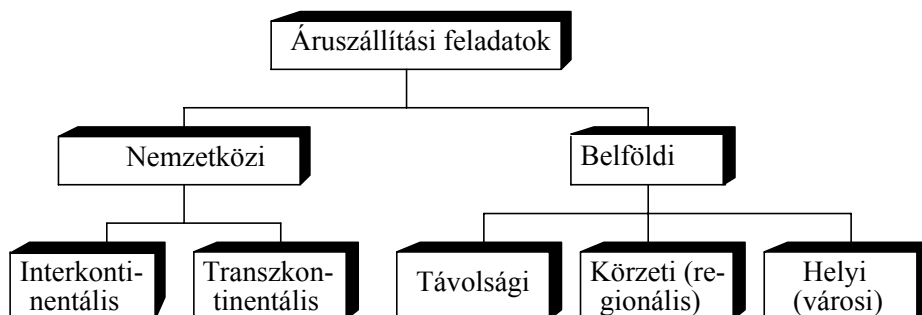 Áruszállítási feladatok
Nemzetközi
Belföldi
Interkonti-
nentális
Transzkon-
tinentális
Távolsági
Körzeti (re-
gionális)
Helyi
(városi)